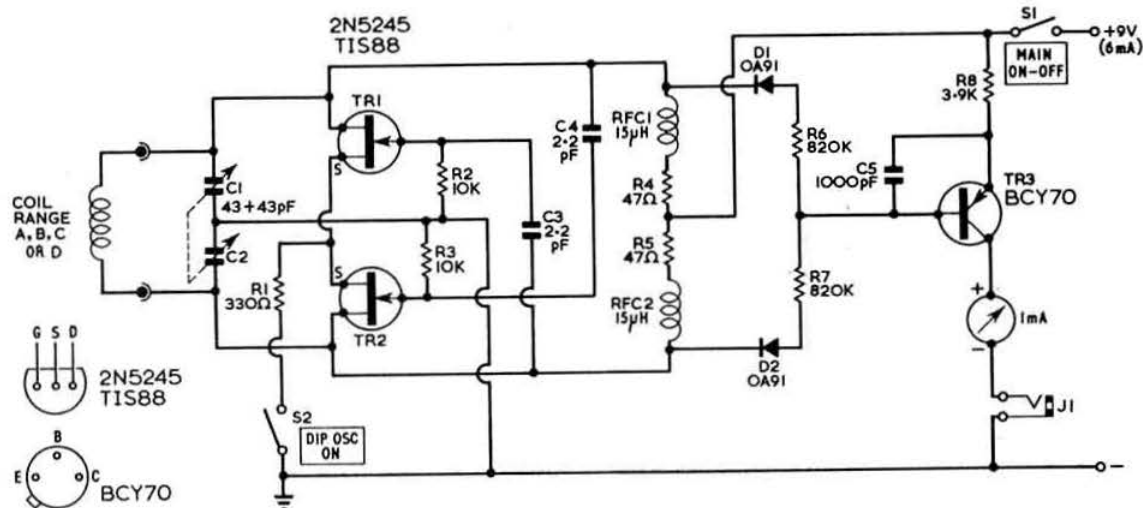 2N5245
TIS88
S1
+9V
(6mA)
MAIN
ON-OFF
D1
OA91
R8
3·9K
TR1
C4
2·2
pF
RFC1
15μH
R6
820K
C5
1000pF
S
R2
10K
TR3
BCY70
COIL
RANGE
A, B, C
OR D
C1
43+43pF
R4
47Ω
C3
2·2
pF
C2
R3
10K
R5
47Ω
R1
330Ω
S
R7
820K
TR2
RFC2
15μH
+
1mA
–
G S D
2N5245
TIS88
D2
OA91
S2
DIP OSC
ON
J1
B
E
C
BCY70
–